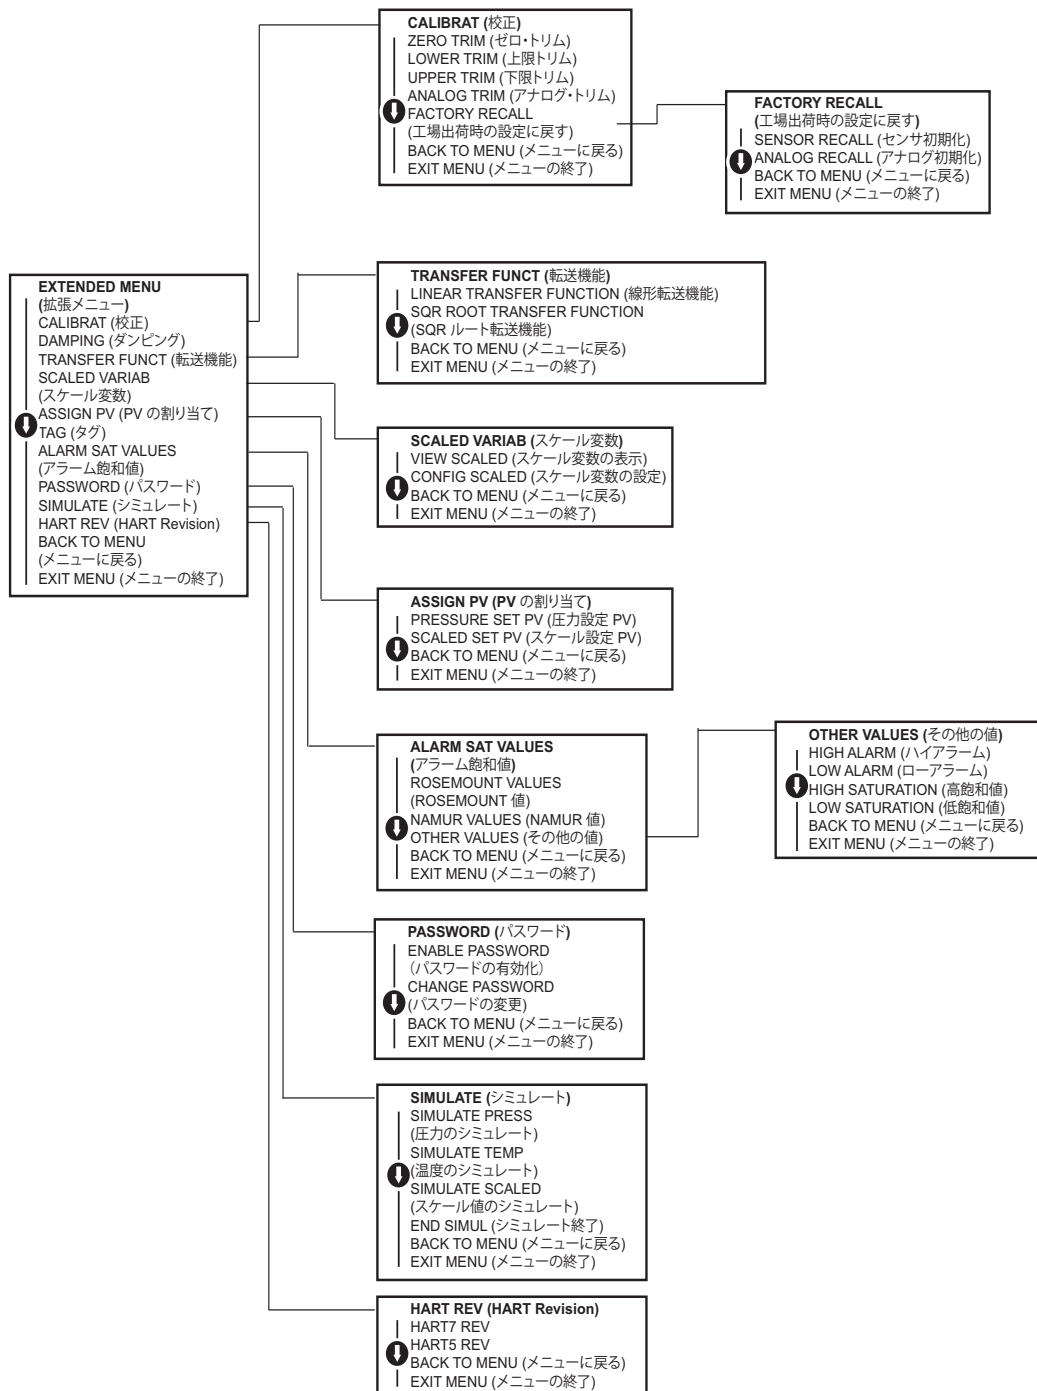 CALIBRAT (校正)
ZERO TRIM (ゼロ・トリム)
LOWER TRIM (上限トリム)
UPPER TRIM (下限トリム)
ANALOG TRIM (アナログ・トリム)
FACTORY RECALL
(工場出荷時の設定に戻す)
BACK TO MENU (メニューに戻る)
EXIT MENU (メニューの終了)
FACTORY RECALL
(工場出荷時の設定に戻す)
SENSOR RECALL (センサ初期化)
ANALOG RECALL (アナログ初期化)
BACK TO MENU (メニューに戻る)
EXIT MENU (メニューの終了)
EXTENDED MENU
(拡張メニュー)
CALIBRAT (校正)
DAMPING (ダンピング)
TRANSFER FUNCT (転送機能)
SCALED VARIAB
(スケール変数)
ASSIGN PV (PV の割り当て)
TAG (タグ)
ALARM SAT VALUES
(アラーム飽和値)
PASSWORD (パスワード)
SIMULATE (シミュレート)
HART REV (HART Revision)
BACK TO MENU
(メニューに戻る)
EXIT MENU (メニューの終了)
TRANSFER FUNCT (転送機能)
LINEAR TRANSFER FUNCTION (線形転送機能)
SQR ROOT TRANSFER FUNCTION
(SQR ルート転送機能)
BACK TO MENU (メニューに戻る)
EXIT MENU (メニューの終了)
SCALED VARIAB (スケール変数)
VIEW SCALED (スケール変数の表示)
CONFIG SCALED (スケール変数の設定)
BACK TO MENU (メニューに戻る)
EXIT MENU (メニューの終了)
ASSIGN PV (PV の割り当て)
PRESSURE SET PV (圧力設定 PV)
SCALED SET PV (スケール設定 PV)
BACK TO MENU (メニューに戻る)
EXIT MENU (メニューの終了)
ALARM SAT VALUES
(アラーム飽和値)
ROSEMOUNT VALUES
(ROSEMOUNT 値)
NAMUR VALUES (NAMUR 値)
OTHER VALUES (その他の値)
BACK TO MENU (メニューに戻る)
EXIT MENU (メニューの終了)
OTHER VALUES (その他の値)
HIGH ALARM (ハイアラーム)
LOW ALARM (ローアラーム)
HIGH SATURATION (高飽和値)
LOW SATURATION (低飽和値)
BACK TO MENU (メニューに戻る)
EXIT MENU (メニューの終了)
PASSWORD (パスワード)
ENABLE PASSWORD
（パスワードの有効化）
CHANGE PASSWORD
(パスワードの変更)
BACK TO MENU (メニューに戻る)
EXIT MENU (メニューの終了)
SIMULATE (シミュレート)
SIMULATE PRESS
(圧力のシミュレート)
SIMULATE TEMP
(温度のシミュレート)
SIMULATE SCALED
(スケール値のシミュレート)
END SIMUL (シミュレート終了)
BACK TO MENU (メニューに戻る)
EXIT MENU (メニューの終了)
HART REV (HART Revision)
HART7 REV
HART5 REV
BACK TO MENU (メニューに戻る)
EXIT MENU (メニューの終了)